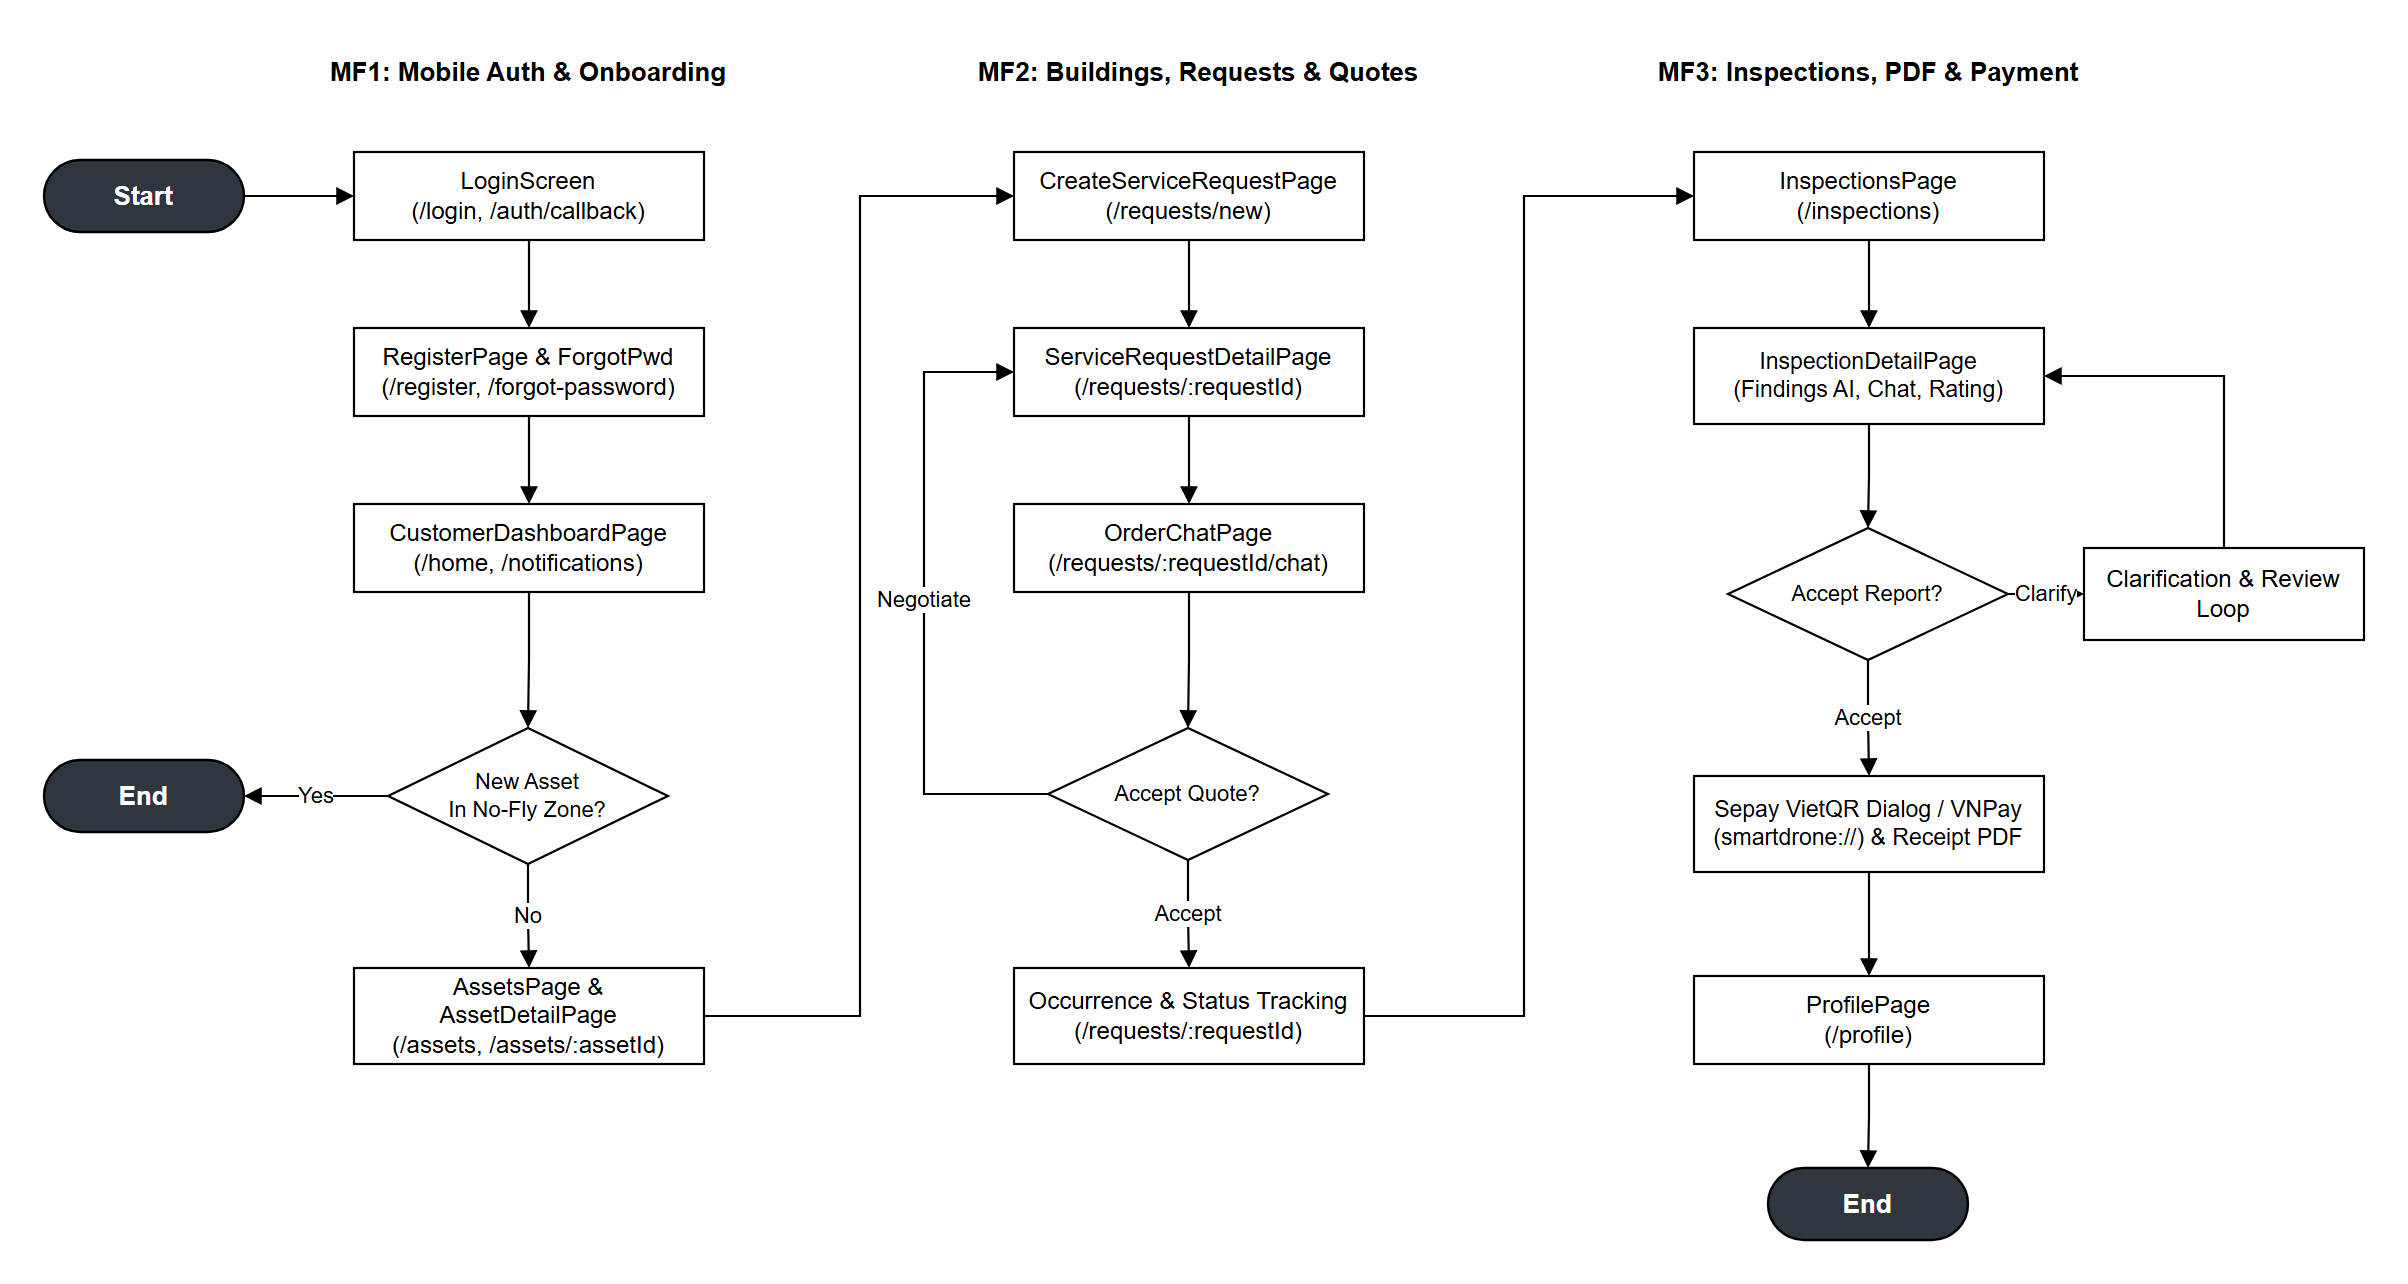 MF1: Mobile Auth & Onboarding
Start
LoginScreen
(/login, /auth/callback)
RegisterPage & ForgotPwd
(/register, /forgot-password)
CustomerDashboardPage
(/home, /notifications)
New Asset
In No-Fly Zone?
Yes
End
No
AssetsPage &
AssetDetailPage
(/assets, /assets/:assetId)
MF2: Buildings, Requests & Quotes
CreateServiceRequestPage
(/requests/new)
ServiceRequestDetailPage
(/requests/:requestId)
OrderChatPage
(/requests/:requestId/chat)
Negotiate
Accept Quote?
Accept
Occurrence & Status Tracking
(/requests/:requestId)
MF3: Inspections, PDF & Payment
InspectionsPage
(/inspections)
InspectionDetailPage
(Findings AI, Chat, Rating)
Accept Report?
Clarify
Clarification & Review
Loop
Accept
Sepay VietQR Dialog / VNPay
(smartdrone://) & Receipt PDF
ProfilePage
(/profile)
End